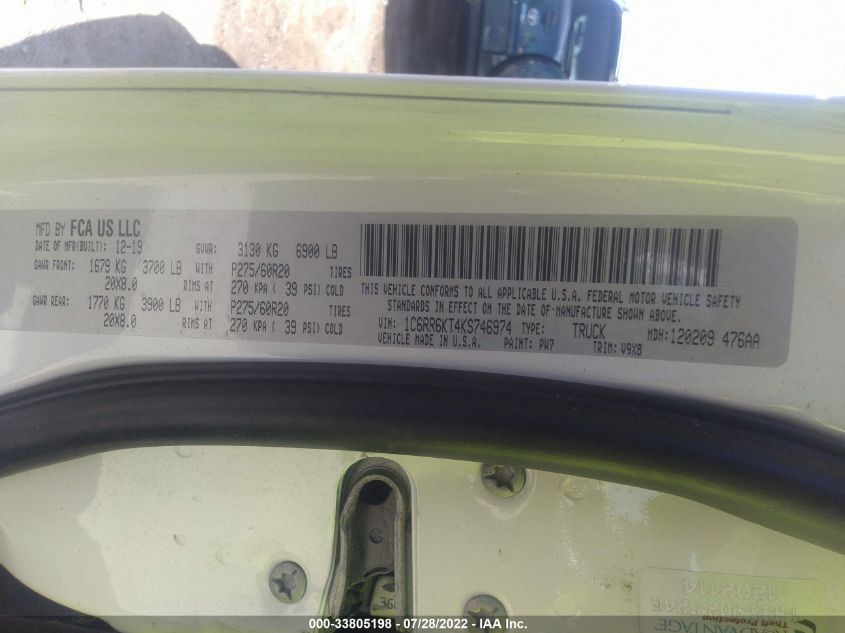 MFD BY FCA US LLC
DATE OF MFR(BUILT): 12-19 GVWR: 3130 KG 6900 LB
GAWR FRONT: 1679 KG 3700 LB WITH P275/60R20 TIRES
20X8.0 RIMS AT 270 KPA ( 39 PSI) COLD
GAWR REAR: 1770 KG 3900 LB WITH P275/60R20 TIRES
20X8.0 RIMS AT 270 KPA ( 39 PSI) COLD
THIS VEHICLE CONFORMS TO ALL APPLICABLE U.S.A. FEDERAL MOTOR VEHICLE SAFETY
STANDARDS IN EFFECT ON THE DATE OF MANUFACTURE SHOWN ABOVE.
VIN: 1C6RR6KT4KS746974 TYPE: TRUCK MDH: 120209 476AA
VEHICLE MADE IN U.S.A. PAINT: PW7 TRIM: V9X8
Theft Protection
000-33805198 / 07/28/2022 - IAA Inc.